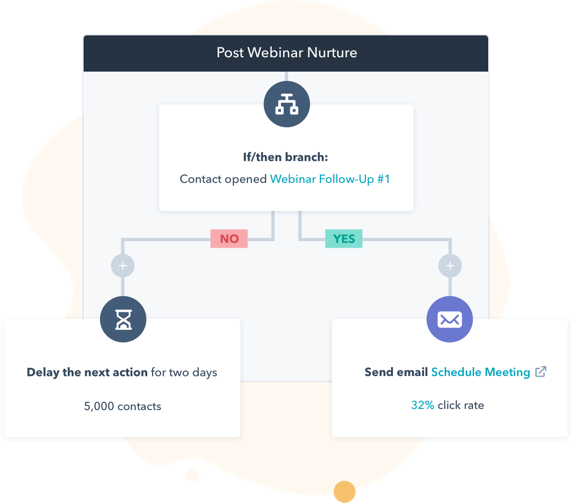 Post Webinar Nurture
If/then branch:
Contact opened Webinar Follow-Up #1
NO
YES
Delay the next action for two days
5,000 contacts
Send email Schedule Meeting
32% click rate